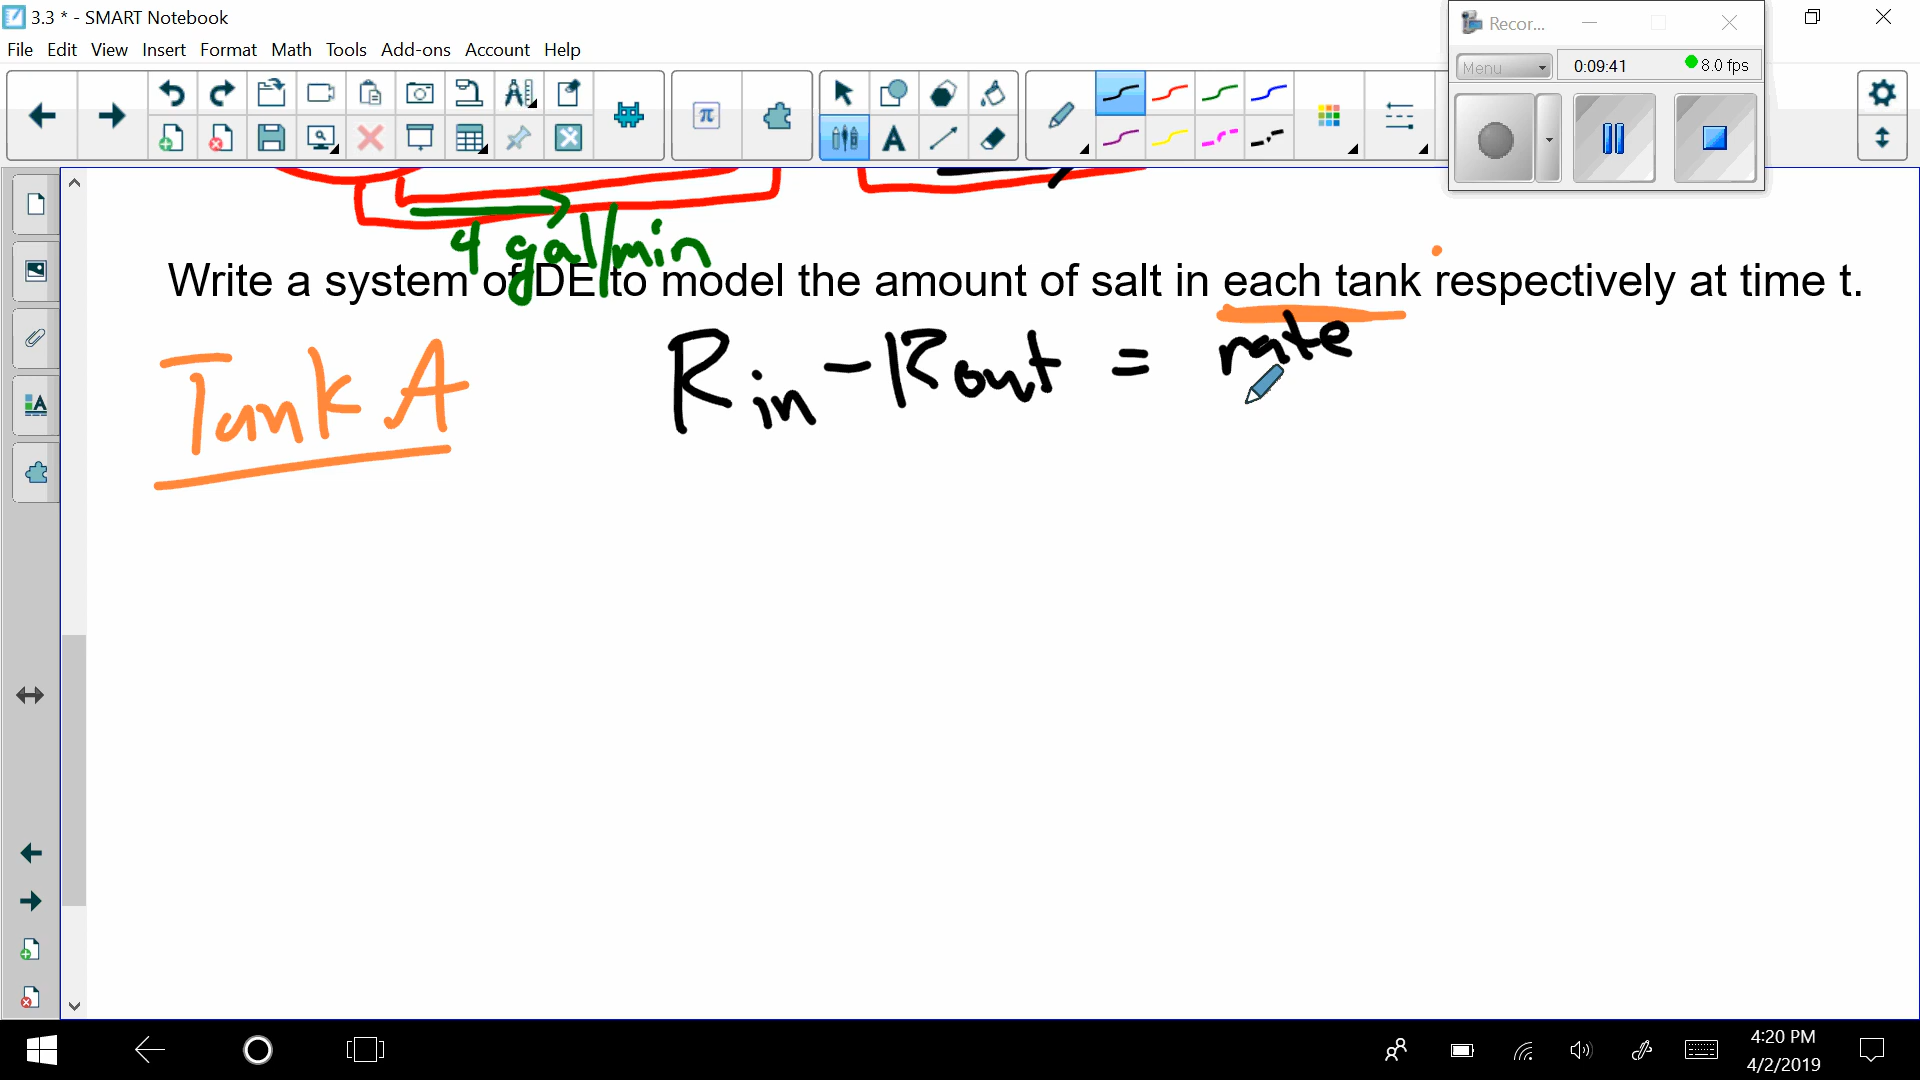 3.3 * - SMART Notebook
File Edit View Insert Format Math Tools Add-ons Account Help
Recor...
Menu 0:09:41 8.0 fps
π
A
A
4 gal/min
Write a system of DE to model the amount of salt in each tank respectively at time t.
Tank A
Rin - Rout = rate
4:20 PM
4/2/2019